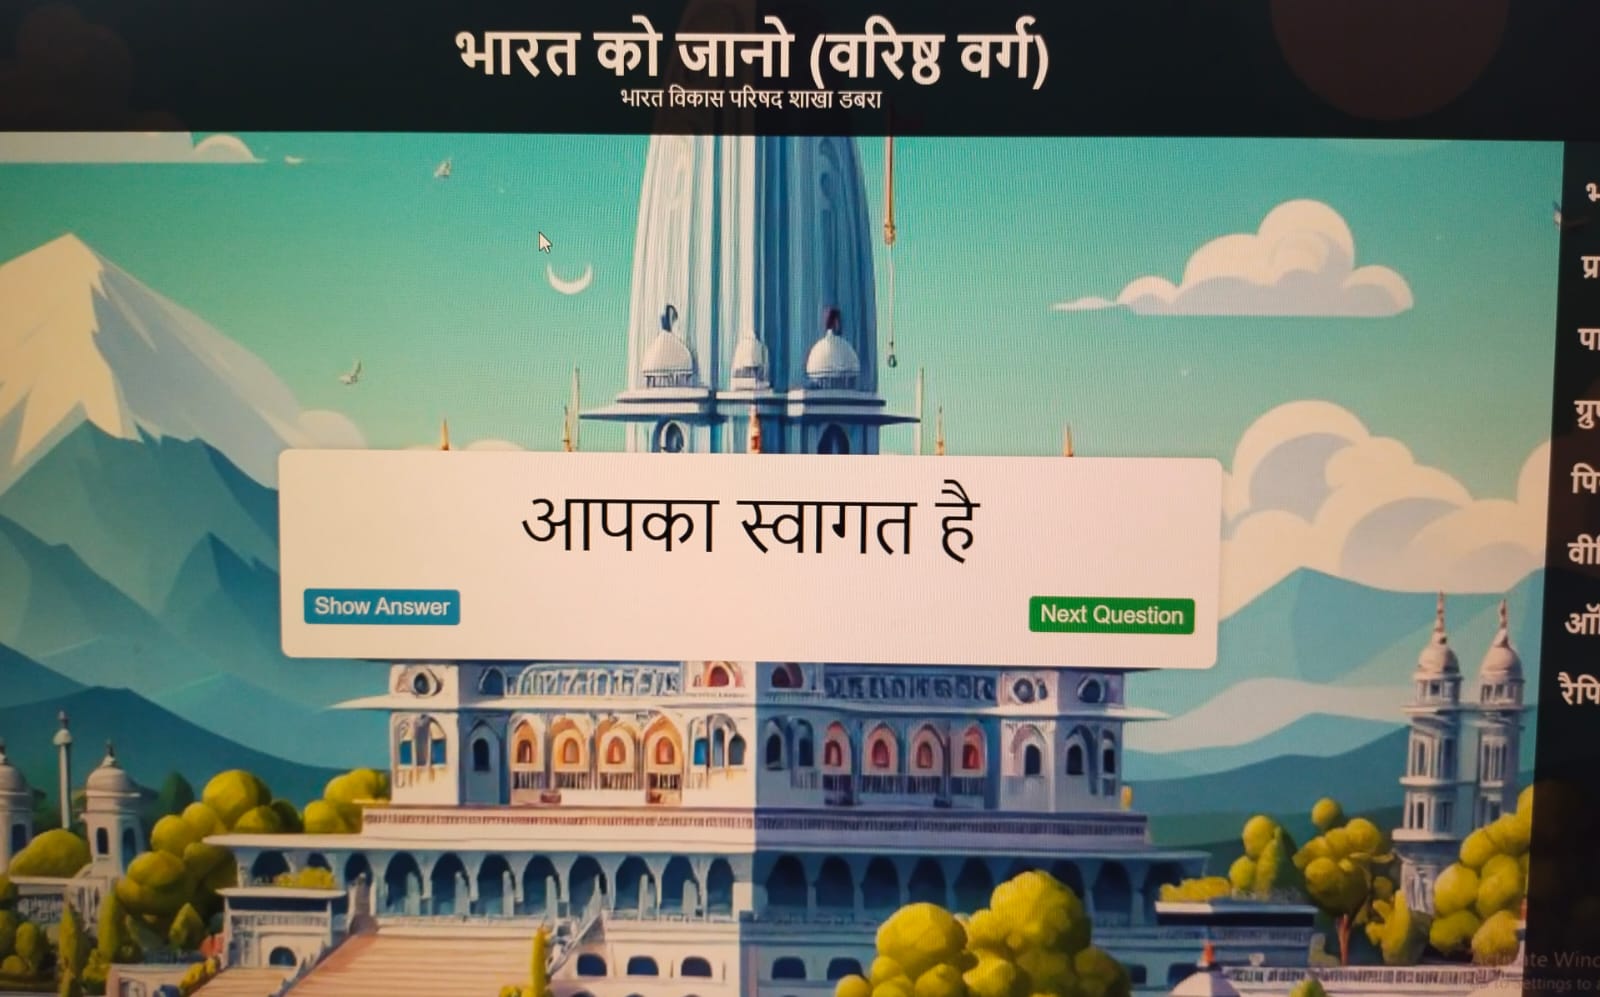 भारत को जानो (वरिष्ठ वर्ग)
भारत विकास परिषद शाखा डबरा
आपका स्वागत है
Show Answer
Next Question